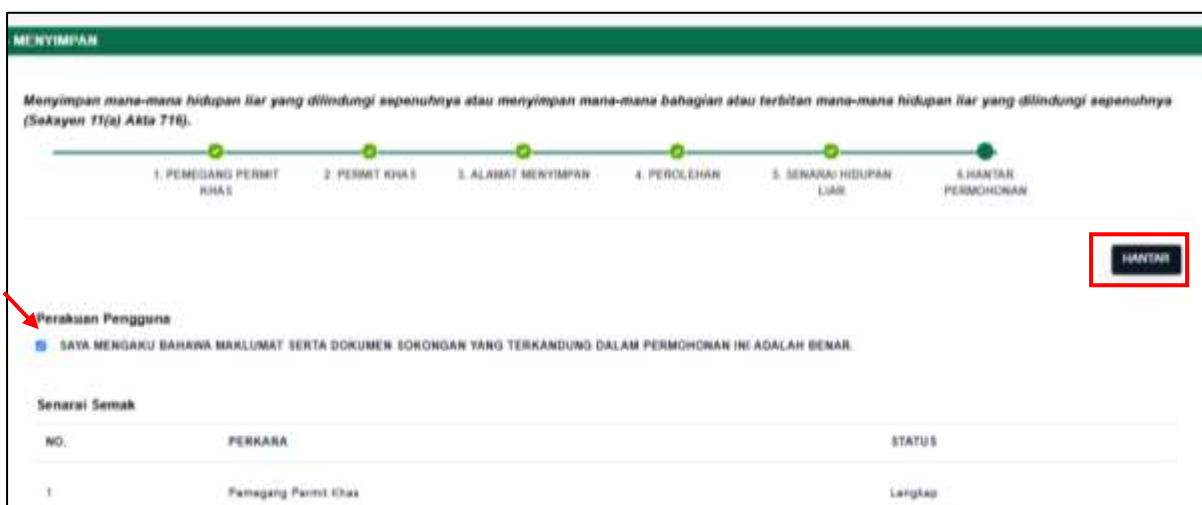 MENYIMPAN
Menyimpan mana-mana hidupan liar yang dilindungi sepenuhnya atau menyimpan mana-mana bahagian atau terbitan mana-mana hidupan liar yang dilindungi sepenuhnya
(Seksyen 11(a) Akta 716).
1. PEMEGANG PERMIT KHAS
2. PERMIT KHAS
3. ALAMAT MENYIMPAN
4. PEROLEHAN
5. SENARAI HIDUPAN LIAR
6.HANTAR PERMOHONAN
HANTAR
Perakuan Pengguna
SAYA MENGAKU BAHAWA MAKLUMAT SERTA DOKUMEN SOKONGAN YANG TERKANDUNG DALAM PERMOHONAN INI ADALAH BENAR.
Senarai Semak
NO. PERKARA STATUS
1 Pemegang Permit Khas Lengkap